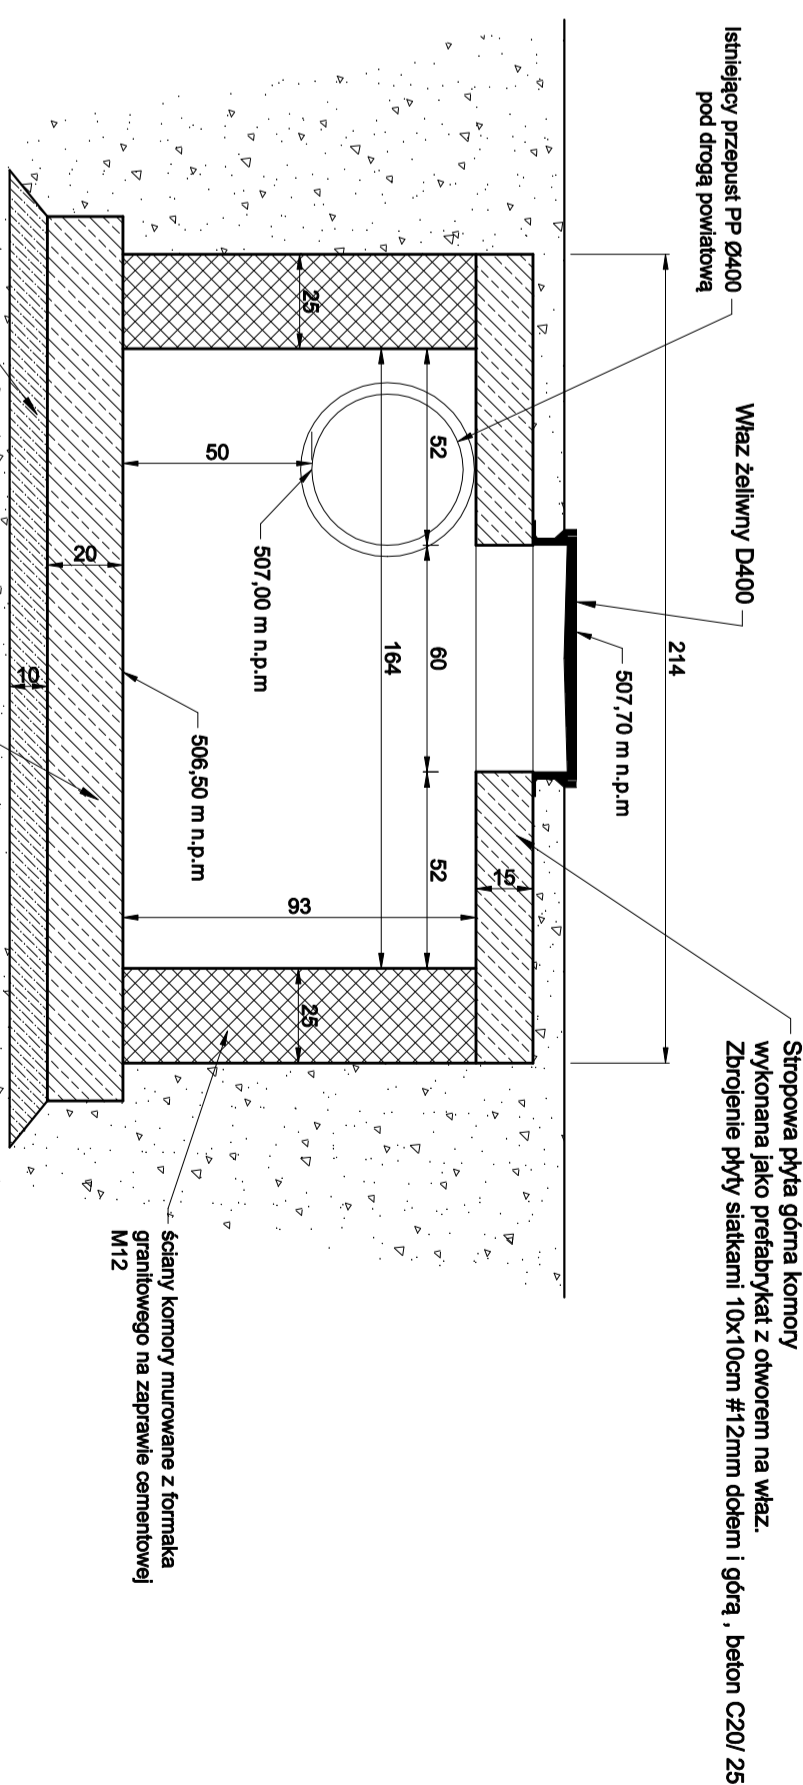 Stropowa płyta górna komory
wykonana jako prefabrykat z otworem na właz.
Zbrojenie płyty siatkami 10x10cm #12mm dołem i górą , beton C20/ 25
Właz żeliwny D400
Istniejący przepust PP Ø400
pod drogą powiatową
214
507,70 m n.p.m
15
52
60
52
164
25
25
93
50
507,00 m n.p.m
506,50 m n.p.m
20
10
ściany komory murowane z formaka
granitowego na zaprawie cementowej
M12